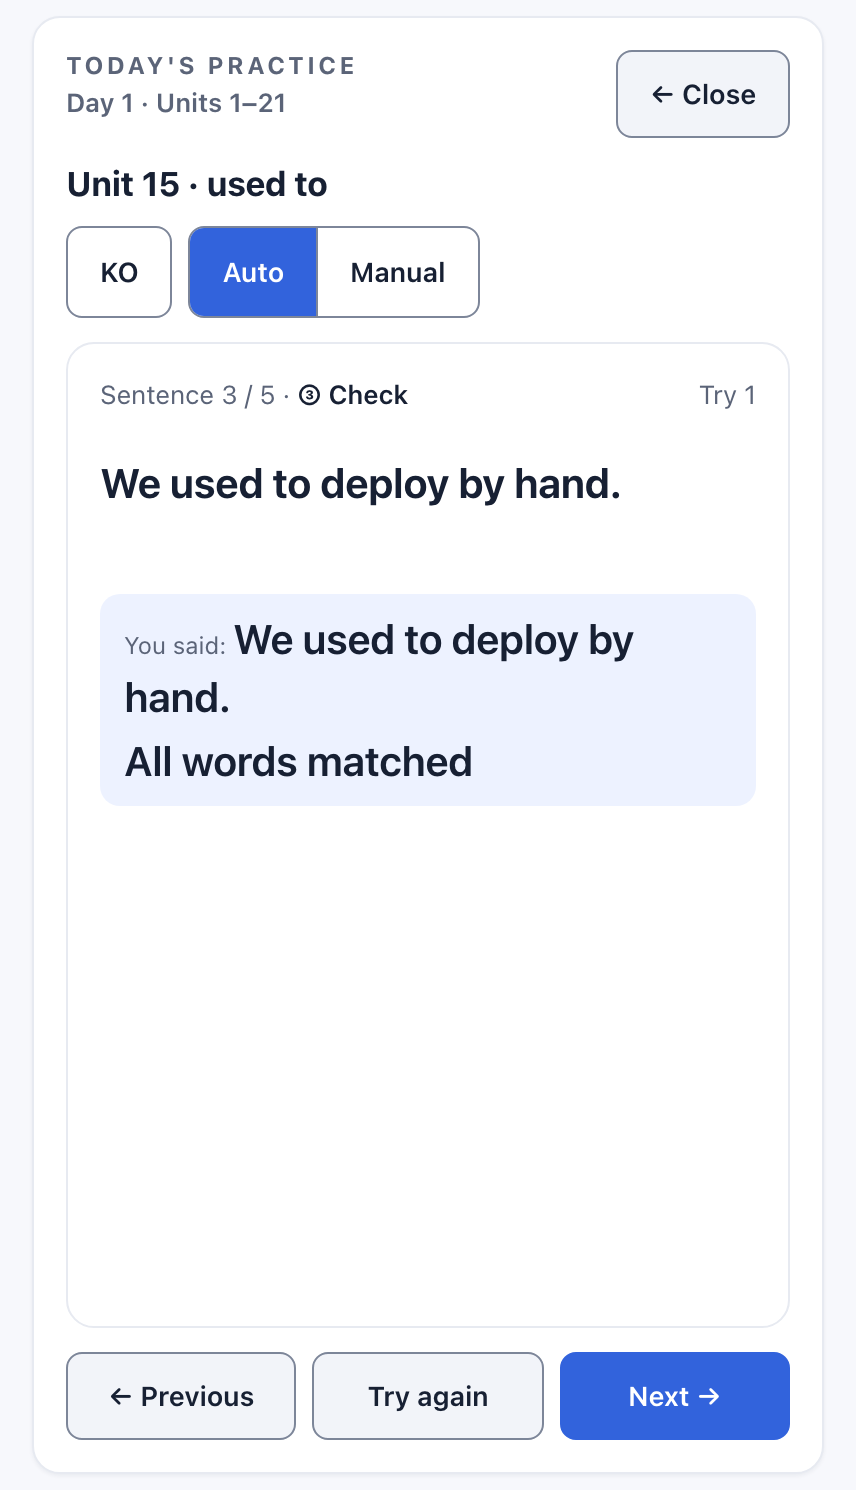 TODAY'S PRACTICE
Day 1 · Units 1–21
← Close
Unit 15 · used to
KO
Auto
Manual
Sentence 3 / 5 · ③ Check
Try 1
We used to deploy by hand.
You said: We used to deploy by
hand.
All words matched
← Previous
Try again
Next →